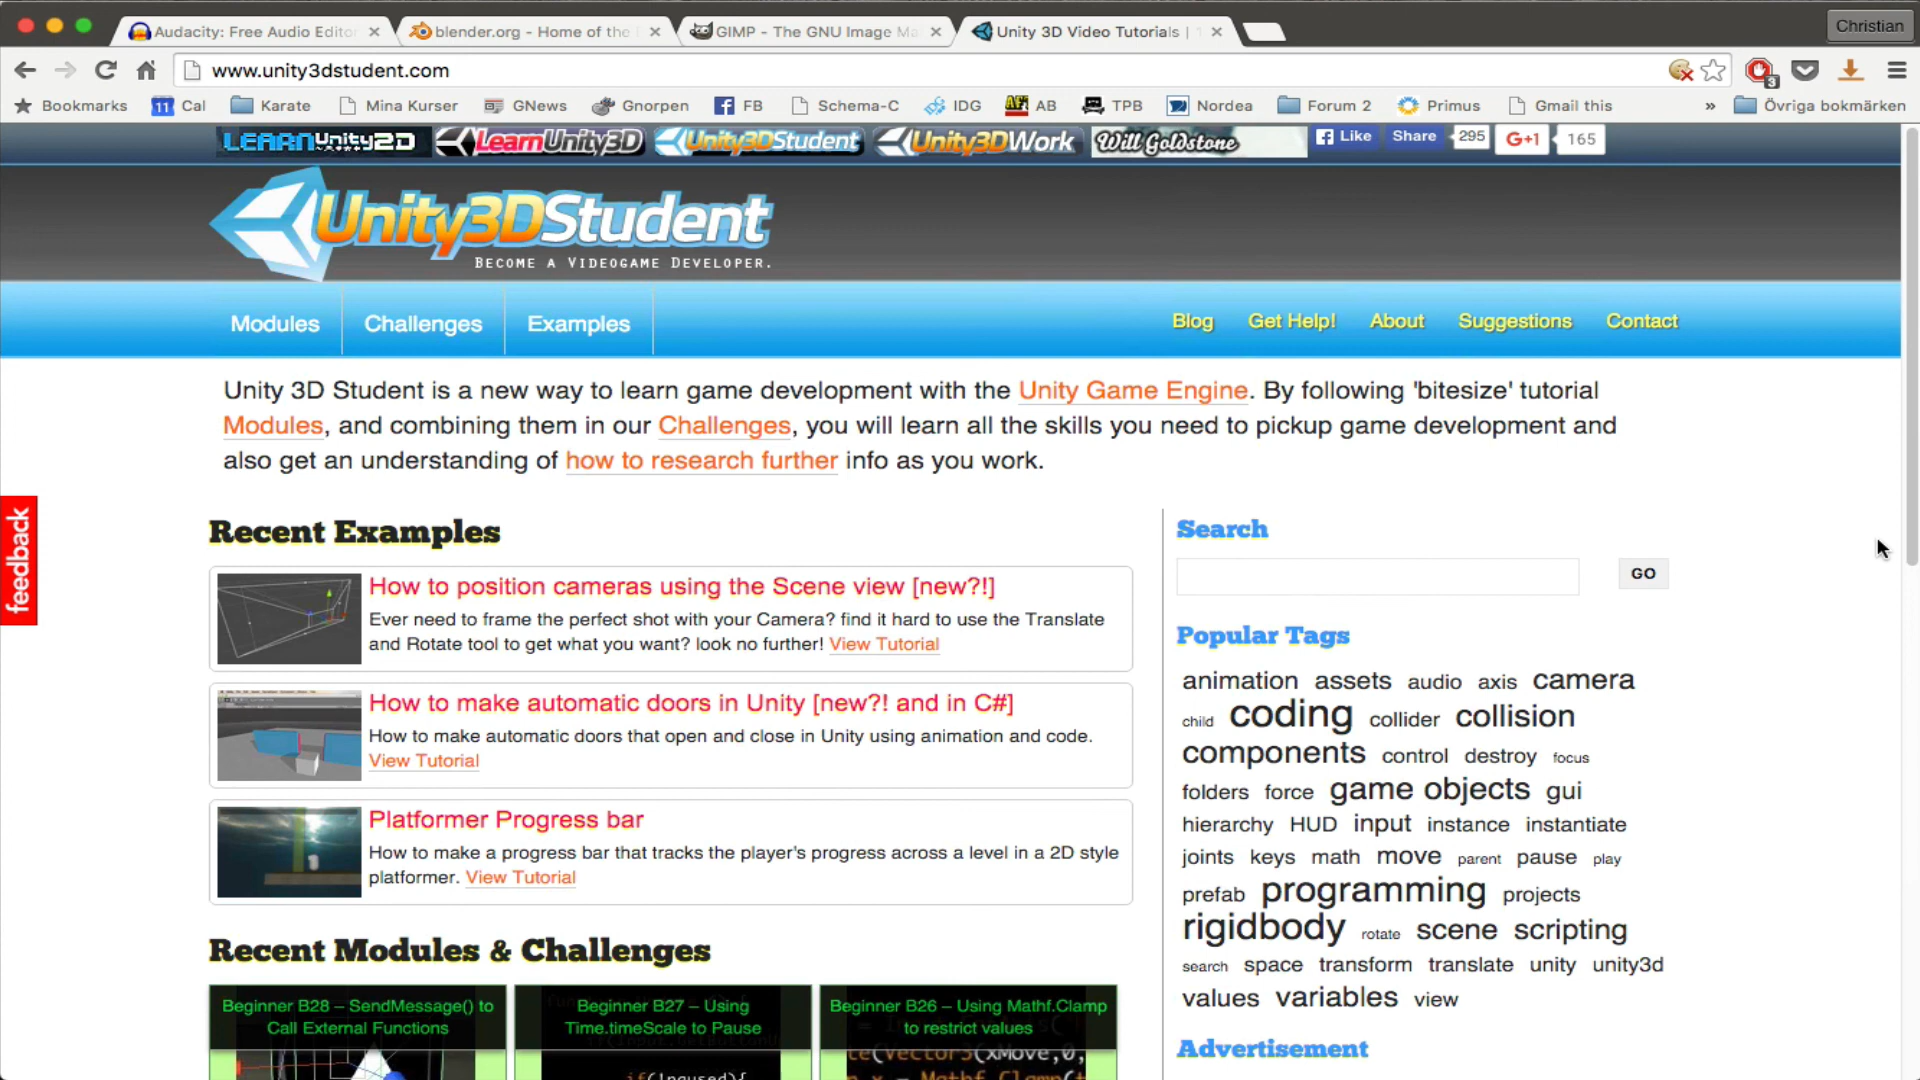 Audacity: Free Audio Editor
blender.org - Home of the
GIMP - The GNU Image Ma
Unity 3D Video Tutorials |
Christian
www.unity3dstudent.com
3
Bookmarks
11 Cal
Karate
Mina Kurser
GNews
Gnorpen
FB
Schema-C
IDG
AB
TPB
Nordea
Forum 2
Primus
Gmail this
»
Övriga bokmärken
LEARNUnity2D
LearnUnity3D
Unity3DStudent
Unity3DWork
Will Goldstone
Like
Share
295
G+1
165
Unity3DStudent
BECOME A VIDEOGAME DEVELOPER.
Modules
Challenges
Examples
Blog
Get Help!
About
Suggestions
Contact
Unity 3D Student is a new way to learn game development with the Unity Game Engine. By following 'bitesize' tutorial
Modules, and combining them in our Challenges, you will learn all the skills you need to pickup game development and
also get an understanding of how to research further info as you work.
feedback
Recent Examples
How to position cameras using the Scene view [new?!]
Ever need to frame the perfect shot with your Camera? find it hard to use the Translate
and Rotate tool to get what you want? look no further! View Tutorial
How to make automatic doors in Unity [new?! and in C#]
How to make automatic doors that open and close in Unity using animation and code.
View Tutorial
Platformer Progress bar
How to make a progress bar that tracks the player's progress across a level in a 2D style
platformer. View Tutorial
Recent Modules & Challenges
Beginner B28 – SendMessage() to
Call External Functions
Beginner B27 – Using
Time.timeScale to Pause
if(!paused){
Beginner B26 – Using Mathf.Clamp
to restrict values
te(Vector3(xMove,0,
Search
GO
Popular Tags
animation assets audio axis camera
child coding collider collision
components control destroy focus
folders force game objects gui
hierarchy HUD input instance instantiate
joints keys math move parent pause play
prefab programming projects
rigidbody rotate scene scripting
search space transform translate unity unity3d
values variables view
Advertisement